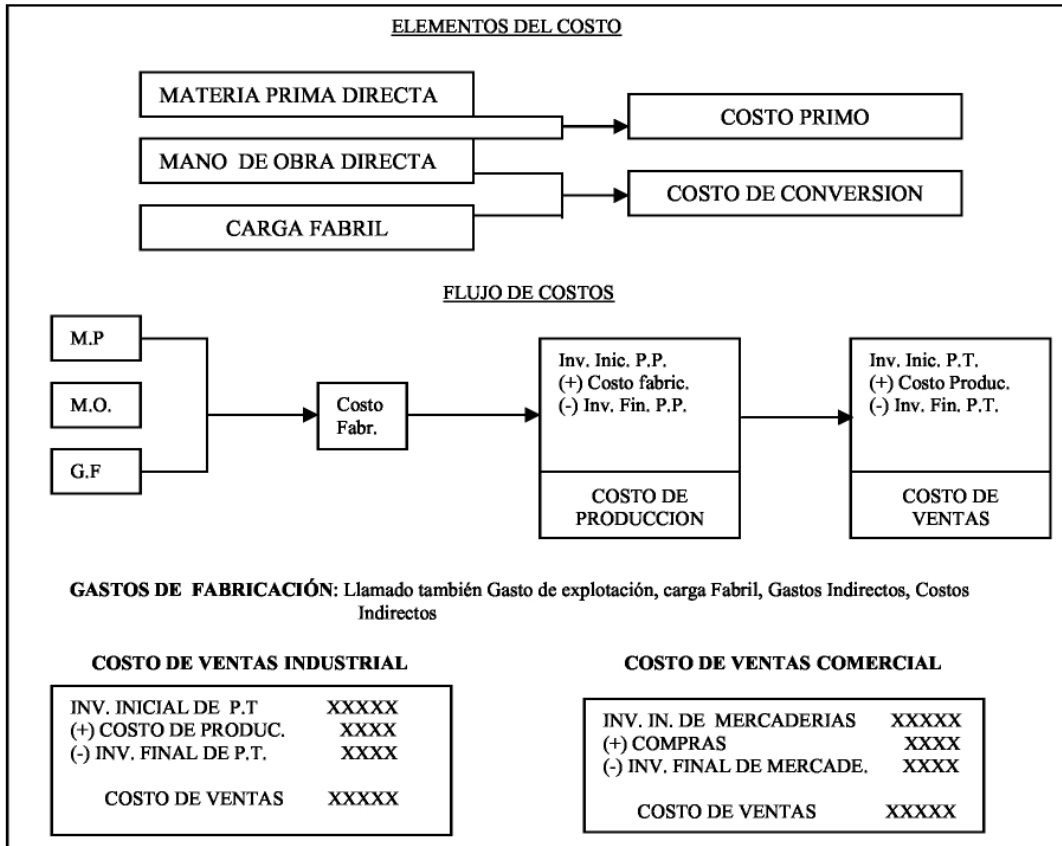 ELEMENTOS DEL COSTO
MATERIA PRIMA DIRECTA
COSTO PRIMO
MANO DE OBRA DIRECTA
COSTO DE CONVERSION
CARGA FABRIL
FLUJO DE COSTOS
M.P
M.O.
G.F
Costo
Fabr.
Inv. Inic. P.P.
(+) Costo fabric.
(-) Inv. Fin. P.P.
COSTO DE
PRODUCCION
Inv. Inic. P.T.
(+) Costo Produc.
(-) Inv. Fin. P.T.
COSTO DE
VENTAS
GASTOS DE FABRICACIÓN: Llamado también Gasto de explotación, carga Fabril, Gastos Indirectos, Costos
Indirectos
COSTO DE VENTAS INDUSTRIAL
INV. INICIAL DE P.T XXXXX
(+) COSTO DE PRODUC. XXXX
(-) INV. FINAL DE P.T. XXXX
COSTO DE VENTAS XXXXX
COSTO DE VENTAS COMERCIAL
INV. IN. DE MERCADERIAS XXXXX
(+) COMPRAS XXXX
(-) INV. FINAL DE MERCADE. XXXX
COSTO DE VENTAS XXXXX